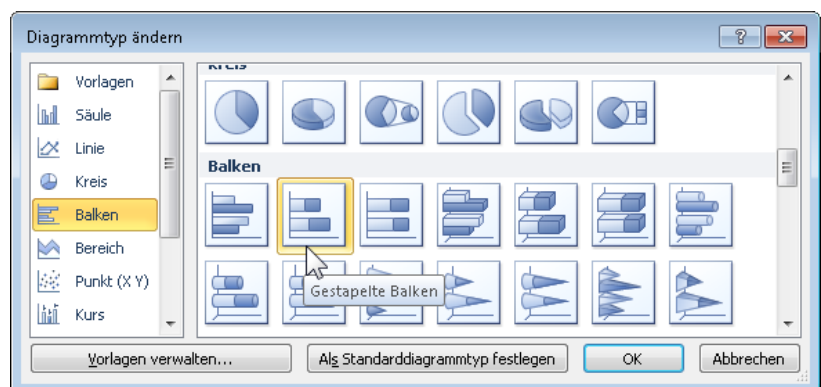 Diagrammtyp ändern
Vorlagen
Säule
Linie
Kreis
Balken
Bereich
Punkt (X Y)
Kurs
Kreis
Balken
Gestapelte Balken
Vorlagen verwalten...
Als Standarddiagrammtyp festlegen
OK
Abbrechen